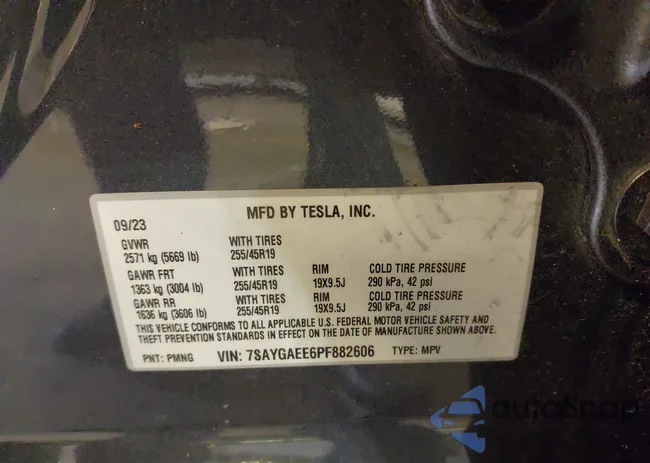 MFD BY TESLA, INC.
09/23
GVWR WITH TIRES
2571 kg (5669 lb) 255/45R19
GAWR FRT WITH TIRES RIM COLD TIRE PRESSURE
1363 kg (3004 lb) 255/45R19 19X9.5J 290 kPa, 42 psi
GAWR RR WITH TIRES RIM COLD TIRE PRESSURE
1636 kg (3606 lb) 255/45R19 19X9.5J 290 kPa, 42 psi
THIS VEHICLE CONFORMS TO ALL APPLICABLE U.S. FEDERAL MOTOR VEHICLE SAFETY AND
THEFT PREVENTION STANDARDS IN EFFECT ON THE DATE OF MANUFACTURE SHOWN ABOVE.
PNT: PMNG VIN: 7SAYGAEE6PF882606 TYPE: MPV
autoSnap